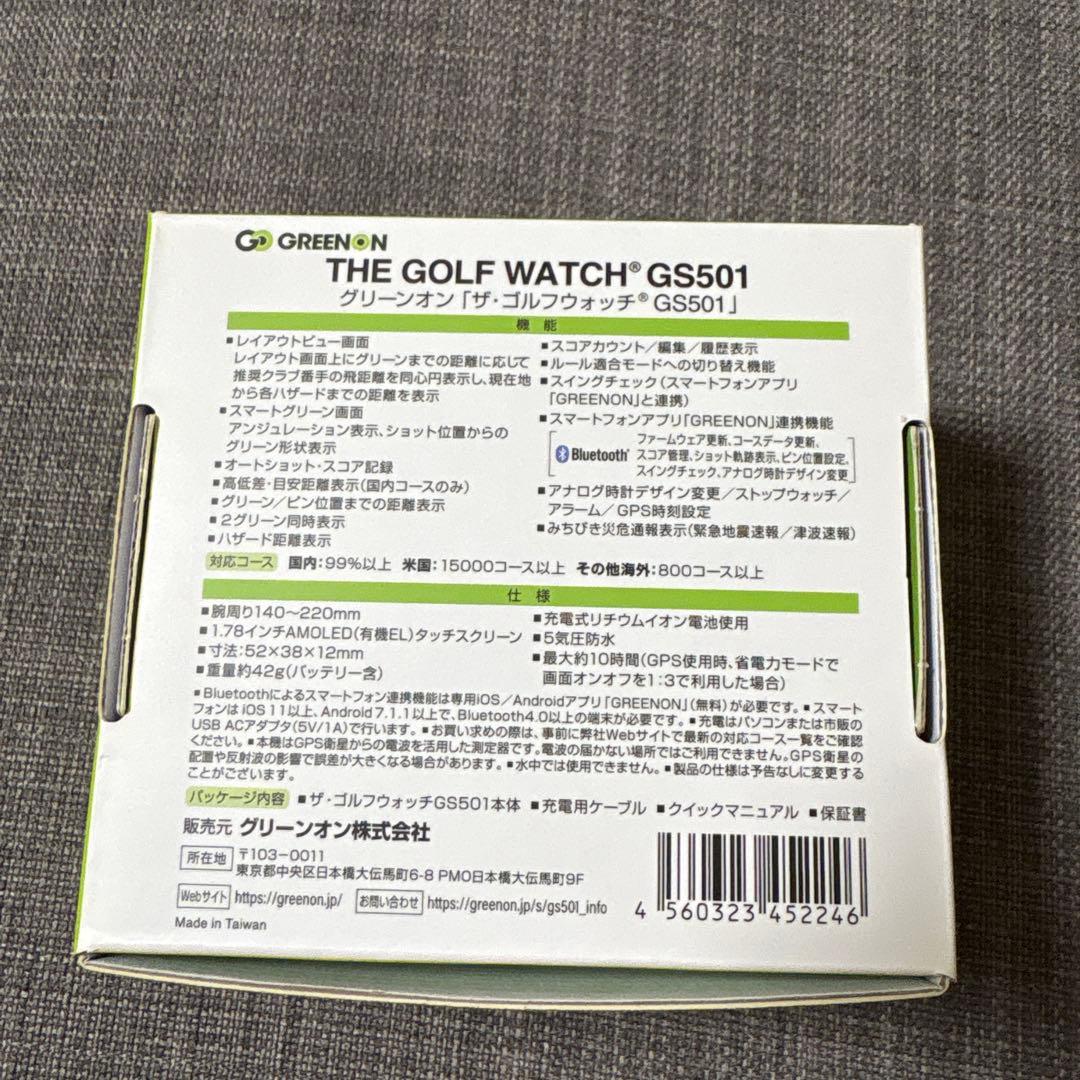 GREENON
THE GOLF WATCH® GS501
グリーンオン「ザ・ゴルフウォッチ® GS501」
機 能
■レイアウトビュー画面
レイアウト画面上にグリーンまでの距離に応じて
推奨クラブ番手の飛距離を同心円表示し、現在地
から各ハザードまでの距離を表示
■スマートグリーン画面
アンジュレーション表示、ショット位置からの
グリーン形状表示
■オートショット・スコア記録
■高低差・目安距離表示(国内コースのみ)
■グリーン/ピン位置までの距離表示
■2グリーン同時表示
■ハザード距離表示
■スコアカウント/編集/履歴表示
■ルール適合モードへの切り替え機能
■スイングチェック(スマートフォンアプリ
「GREENON」と連携)
■スマートフォンアプリ「GREENON」連携機能
Bluetooth®
ファームウェア更新、コースデータ更新、
スコア管理、ショット軌跡表示、ピン位置設定、
スイングチェック、アナログ時計デザイン変更
■アナログ時計デザイン変更/ストップウォッチ/
アラーム/GPS時刻設定
■みちびき災危通報表示(緊急地震速報/津波速報)
対応コース 国内:99%以上 米国:15000コース以上 その他海外:800コース以上
仕 様
■腕周り140〜220mm
■1.78インチAMOLED(有機EL)タッチスクリーン
■寸法:52×38×12mm
■重量約42g(バッテリー含)
■充電式リチウムイオン電池使用
■5気圧防水
■最大約10時間(GPS使用時、省電力モードで
画面オンオフを1:3で利用した場合)
■Bluetoothによるスマートフォン連携機能は専用iOS/Androidアプリ「GREENON」(無料)が必要です。■スマート
フォンは iOS 11以上、Android 7.1.1以上で、Bluetooth4.0以上の端末が必要です。■充電はパソコンまたは市販の
USB ACアダプタ(5V/1A)で行います。■お買い求めの際は、事前に弊社Webサイトで最新の対応コース一覧をご確認
ください。■本機はGPS衛星からの電波を活用した測定器です。電波の届かない場所ではご利用できません。GPS衛星の
配置や反射波の影響で誤差が大きくなる場合があります。■水中では使用できません。■製品の仕様は予告なしに変更する
ことがございます。
パッケージ内容 ■ザ・ゴルフウォッチGS501本体 ■充電用ケーブル ■クイックマニュアル ■保証書
販売元 グリーンオン株式会社
所在地 〒103-0011
東京都中央区日本橋大伝馬町6-8 PMO日本橋大伝馬町9F
Webサイト https://greenon.jp/ お問い合わせ https://greenon.jp/s/gs501_info
Made in Taiwan
4 560323 452246